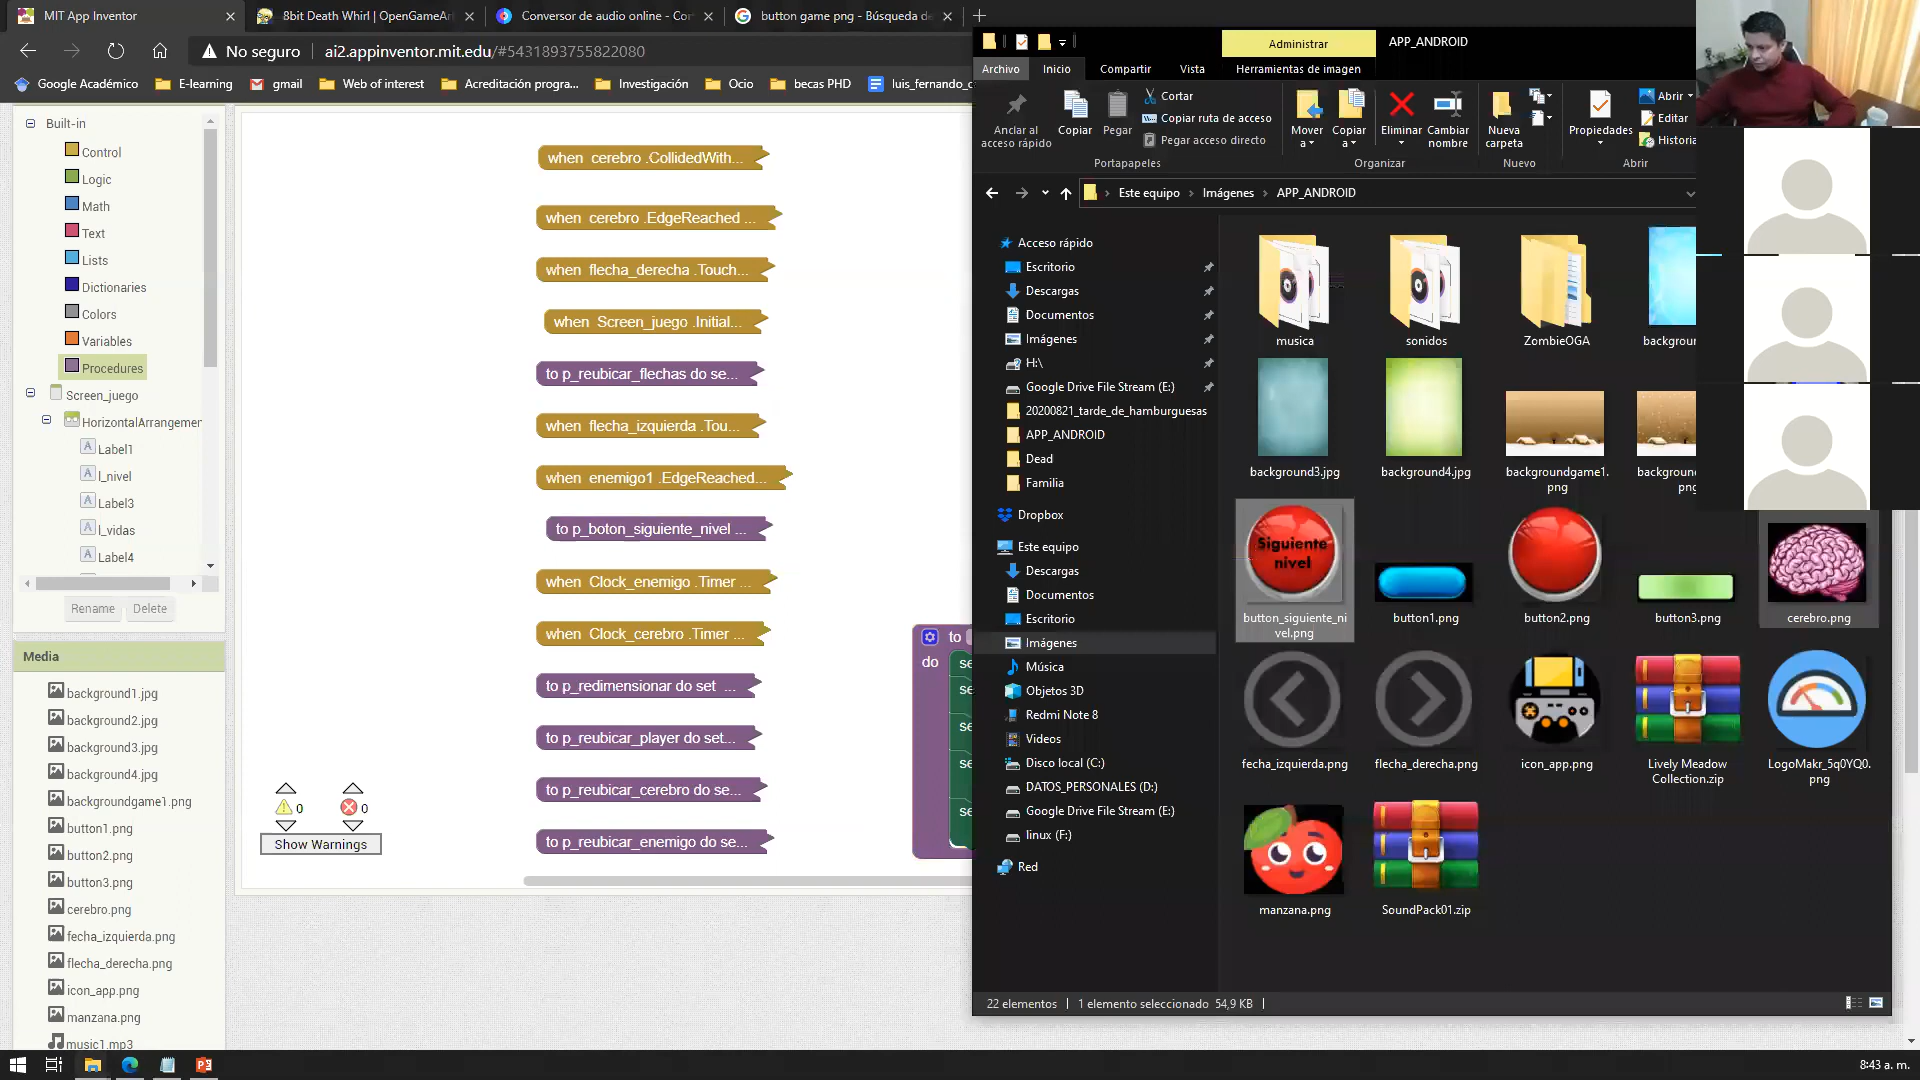 MIT App Inventor
8bit Death Whirl | OpenGameAr
Conversor de audio online - Co
button game png - Búsqueda de
No seguro
ai2.appinventor.mit.edu/#5431893755822080
Google Académico
E-learning
gmail
Web of interest
Acreditación progra...
Investigación
Ocio
becas PHD
luis_fernando_c
Built-in
Control
Logic
Math
Text
Lists
Dictionaries
Colors
Variables
Procedures
Screen_juego
HorizontalArrangemen
Label1
l_nivel
Label3
l_vidas
Label4
Rename
Delete
Media
background1.jpg
background2.jpg
background3.jpg
background4.jpg
backgroundgame1.png
button1.png
button2.png
button3.png
cerebro.png
fecha_izquierda.png
flecha_derecha.png
icon_app.png
manzana.png
music1.mp3
when cerebro .CollidedWith...
when cerebro .EdgeReached ...
when flecha_derecha .Touch...
when Screen_juego .Initial...
to p_reubicar_flechas do se...
when flecha_izquierda .Tou...
when enemigo1 .EdgeReached...
to p_boton_siguiente_nivel ...
when Clock_enemigo .Timer ...
when Clock_cerebro .Timer ...
to p_redimensionar do set ...
to p_reubicar_player do set...
to p_reubicar_cerebro do se...
to p_reubicar_enemigo do se...
0
0
Show Warnings
to
do
se
se
se
se
se
Administrar
APP_ANDROID
Archivo
Inicio
Compartir
Vista
Herramientas de imagen
Anclar al
acceso rápido
Copiar
Pegar
Cortar
Copiar ruta de acceso
Pegar acceso directo
Portapapeles
Mover
a
Copiar
a
Eliminar
Cambiar
nombre
Organizar
Nueva
carpeta
Nuevo
Propiedades
Abrir
Editar
Historia
Abrir
Este equipo
Imágenes
APP_ANDROID
Acceso rápido
Escritorio
Descargas
Documentos
Imágenes
H:\
Google Drive File Stream (E:)
20200821_tarde_de_hamburguesas
APP_ANDROID
Dead
Familia
Dropbox
Este equipo
Descargas
Documentos
Escritorio
Imágenes
Música
Objetos 3D
Redmi Note 8
Videos
Disco local (C:)
DATOS_PERSONALES (D:)
Google Drive File Stream (E:)
linux (F:)
Red
musica
sonidos
ZombieOGA
backgroun
background3.jpg
background4.jpg
backgroundgame1.
png
backgroun
png
Siguiente
nivel
button_siguiente_ni
vel.png
button1.png
button2.png
button3.png
cerebro.png
fecha_izquierda.png
flecha_derecha.png
icon_app.png
Lively Meadow
Collection.zip
LogoMakr_5q0YQ0.
png
manzana.png
SoundPack01.zip
22 elementos
1 elemento seleccionado 54,9 KB
8:43 a. m.